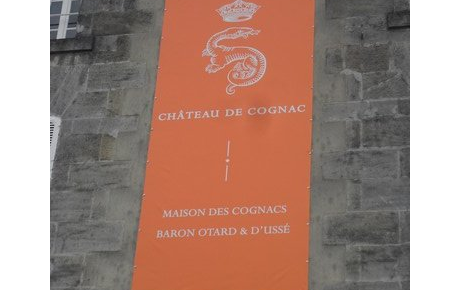 CHÂTEAU DE COGNAC
MAISON DES COGNACS
BARON OTARD & D'USSÉ